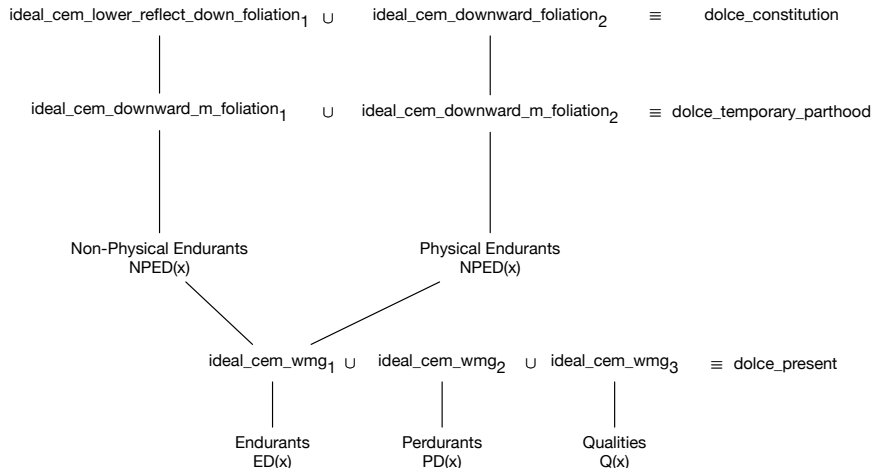 ideal_cem_lower_reflect_down_foliation1 ∪ ideal_cem_downward_foliation2 ≡ dolce_constitution
ideal_cem_downward_m_foliation1 ∪ ideal_cem_downward_m_foliation2 ≡ dolce_temporary_parthood
Non-Physical Endurants Physical Endurants
NPED(x) NPED(x)
ideal_cem_wmg1 ∪ ideal_cem_wmg2 ∪ ideal_cem_wmg3 ≡ dolce_present
Endurants Perdurants Qualities
ED(x) PD(x) Q(x)